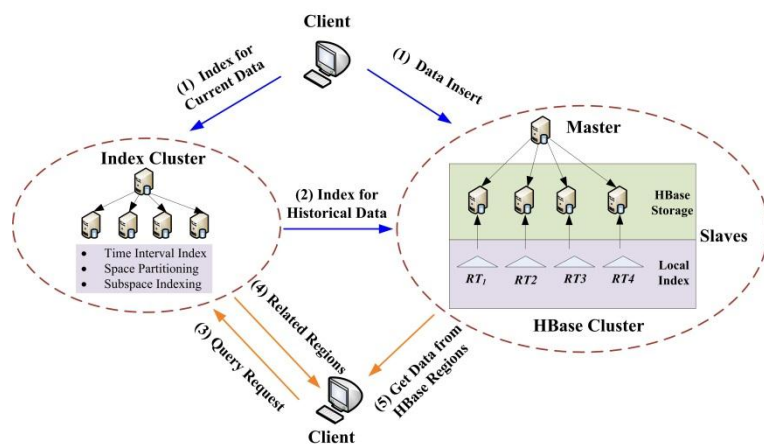 Client
(1) Index for
Current Data
(1) Data Insert
Index Cluster
Master
(2) Index for
Historical Data
HBase
Storage
Slaves
• Time Interval Index
• Space Partitioning
• Subspace Indexing
RT1
RT2
RT3
RT4
Local
Index
HBase Cluster
(4) Related Regions
(3) Query Request
(5) Get Data from
HBase Regions
Client